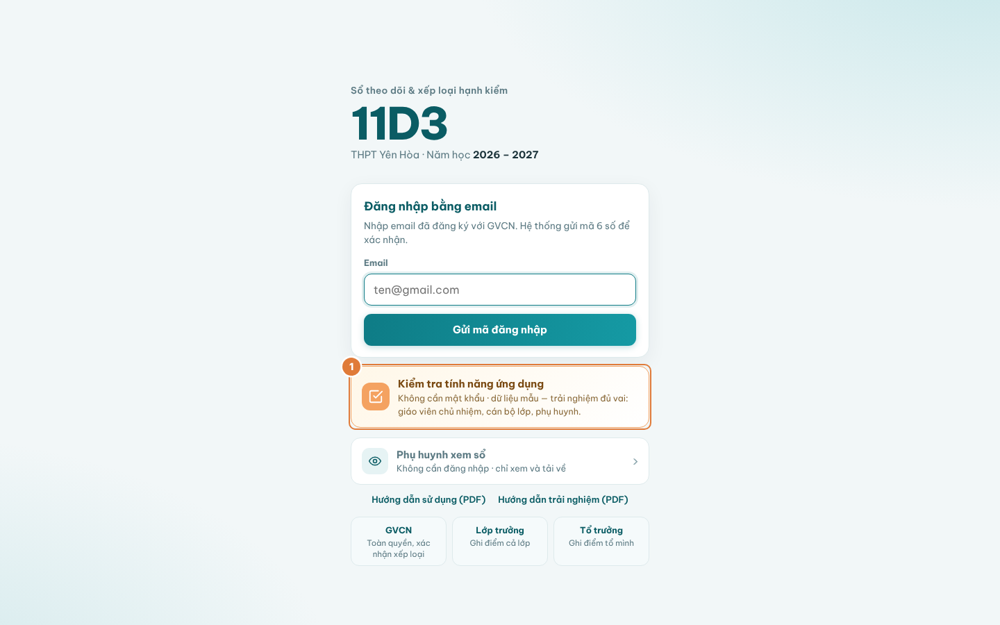 Sổ theo dõi & xếp loại hạnh kiểm
11D3
THPT Yên Hòa · Năm học 2026 – 2027
Đăng nhập bằng email
Nhập email đã đăng ký với GVCN. Hệ thống gửi mã 6 số để
xác nhận.
Email
ten@gmail.com
Gửi mã đăng nhập
1
Kiểm tra tính năng ứng dụng
Không cần mật khẩu · dữ liệu mẫu — trải nghiệm đủ vai:
giáo viên chủ nhiệm, cán bộ lớp, phụ huynh.
Phụ huynh xem sổ
Không cần đăng nhập · chỉ xem và tải về
Hướng dẫn sử dụng (PDF) Hướng dẫn trải nghiệm (PDF)
GVCN
Toàn quyền, xác
nhận xếp loại
Lớp trưởng
Ghi điểm cả lớp
Tổ trưởng
Ghi điểm tổ mình